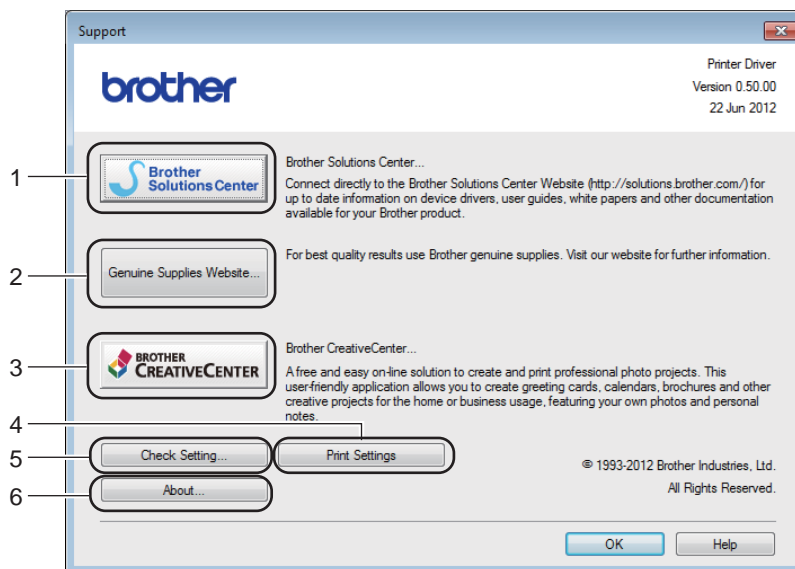 Support
brother
Printer Driver
Version 0.50.00
22 Jun 2012
1
Brother
Solutions Center
Brother Solutions Center...
Connect directly to the Brother Solutions Center Website (http://solutions.brother.com/) for
up to date information on device drivers, user guides, white papers and other documentation
available for your Brother product.
2
Genuine Supplies Website...
For best quality results use Brother genuine supplies. Visit our website for further information.
3
BROTHER
CREATIVECENTER
Brother CreativeCenter...
A free and easy on-line solution to create and print professional photo projects. This
user-friendly application allows you to create greeting cards, calendars, brochures and other
creative projects for the home or business usage, featuring your own photos and personal
notes.
4
5
Check Setting...
Print Settings
6
About...
© 1993-2012 Brother Industries, Ltd.
All Rights Reserved.
OK
Help